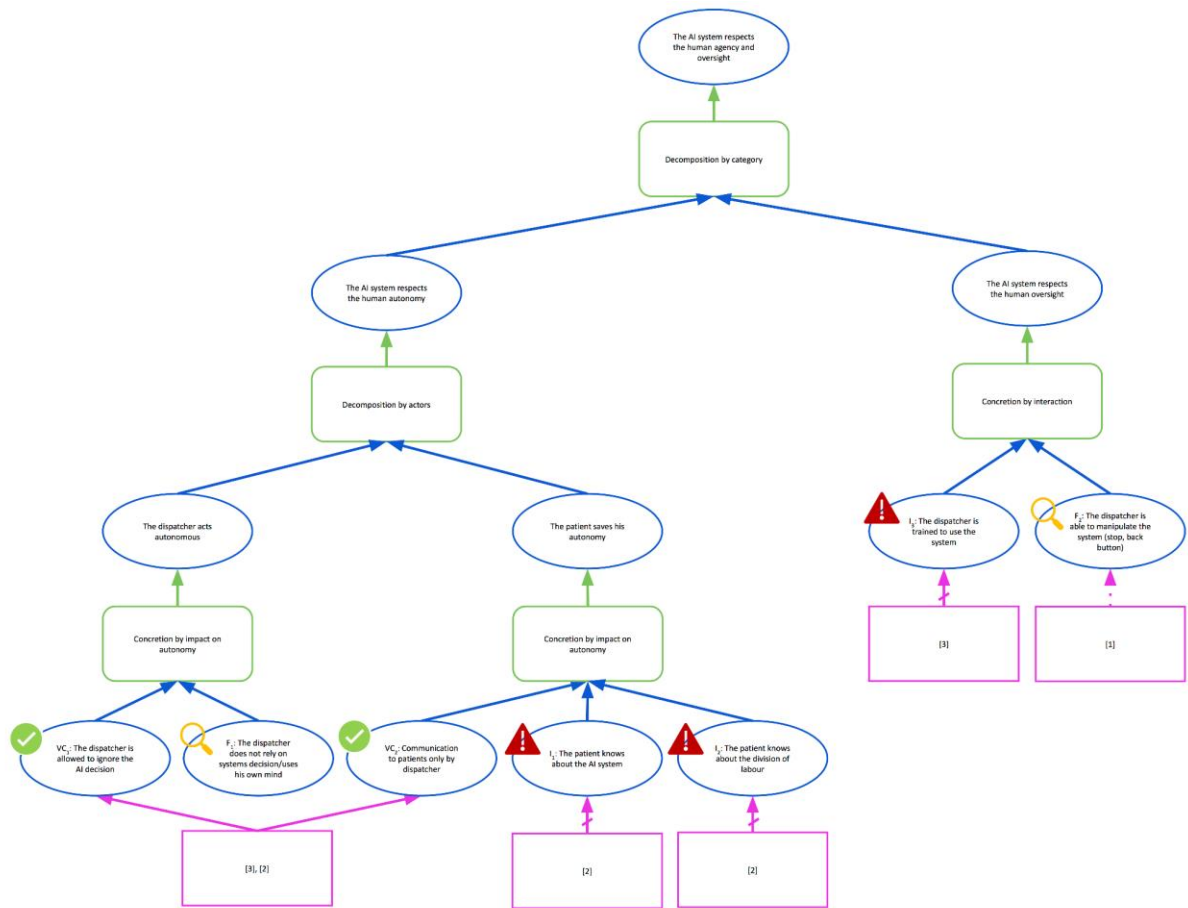 The AI system respects
the human agency and
oversight
Decomposition by category
The AI system respects
the human autonomy
The AI system respects
the human oversight
Decomposition by actors
Concretion by interaction
The dispatcher acts
autonomous
The patient saves his
autonomy
I₃: The dispatcher is
trained to use the
system
F₂: The dispatcher is
able to manipulate the
system (stop, back
button)
Concretion by impact on
autonomy
Concretion by impact on
autonomy
[3]
[1]
VC₁: The dispatcher is
allowed to ignore the
AI decision
F₁: The dispatcher
does not rely on
systems decision/uses
his own mind
VC₂: Communication
to patients only by
dispatcher
I₁: The patient knows
about the AI system
I₂: The patient knows
about the division of
labour
[3], [2]
[2]
[2]